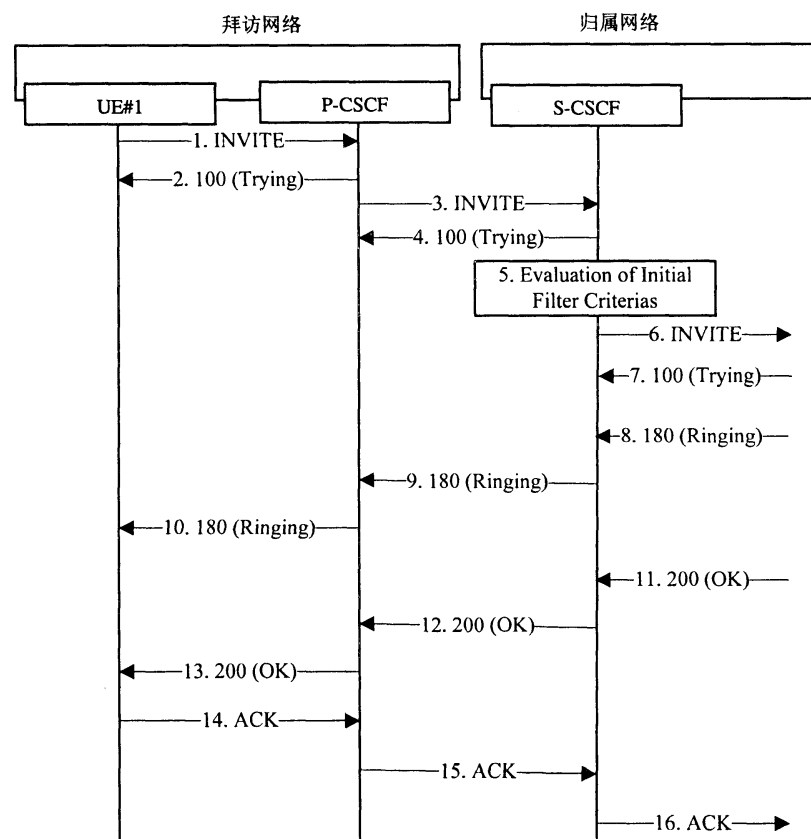 拜访网络
归属网络
UE#1
P-CSCF
S-CSCF
1. INVITE
2. 100 (Trying)
3. INVITE
4. 100 (Trying)
5. Evaluation of Initial
Filter Criterias
6. INVITE
7. 100 (Trying)
8. 180 (Ringing)
9. 180 (Ringing)
10. 180 (Ringing)
11. 200 (OK)
12. 200 (OK)
13. 200 (OK)
14. ACK
15. ACK
16. ACK